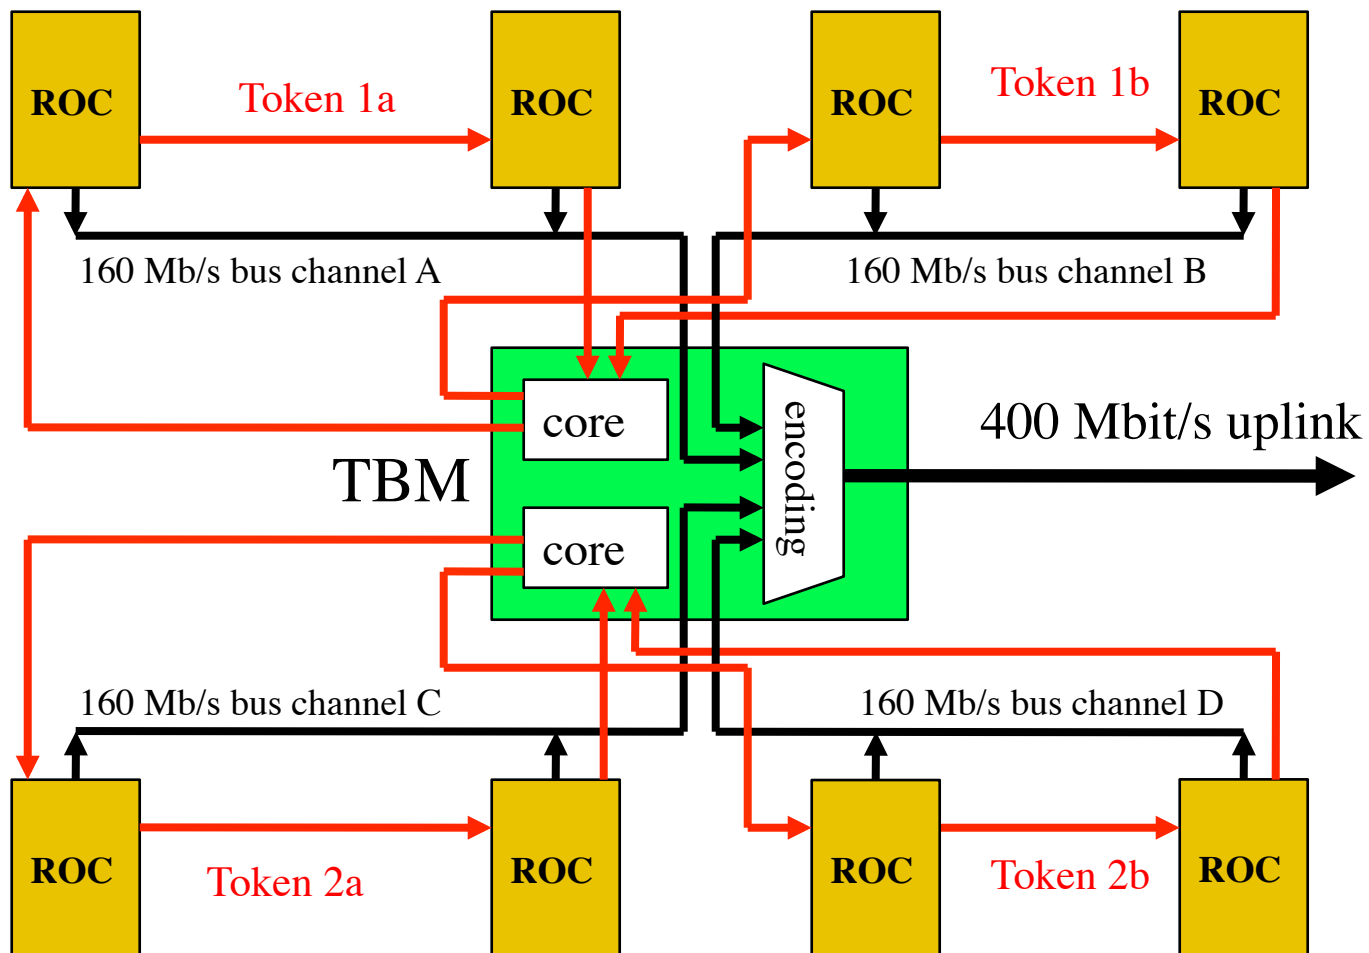 ROC
Token 1a
ROC
ROC
Token 1b
ROC
160 Mb/s bus channel A
160 Mb/s bus channel B
core
encoding
400 Mbit/s uplink
TBM
core
160 Mb/s bus channel C
160 Mb/s bus channel D
ROC
Token 2a
ROC
ROC
Token 2b
ROC